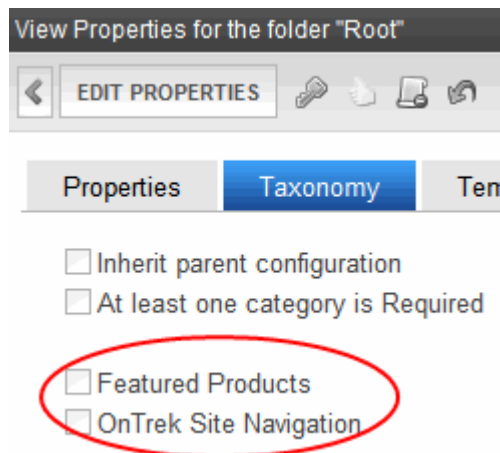 View Properties for the folder "Root"
EDIT PROPERTIES
Properties Taxonomy Tem
Inherit parent configuration
At least one category is Required
Featured Products
OnTrek Site Navigation